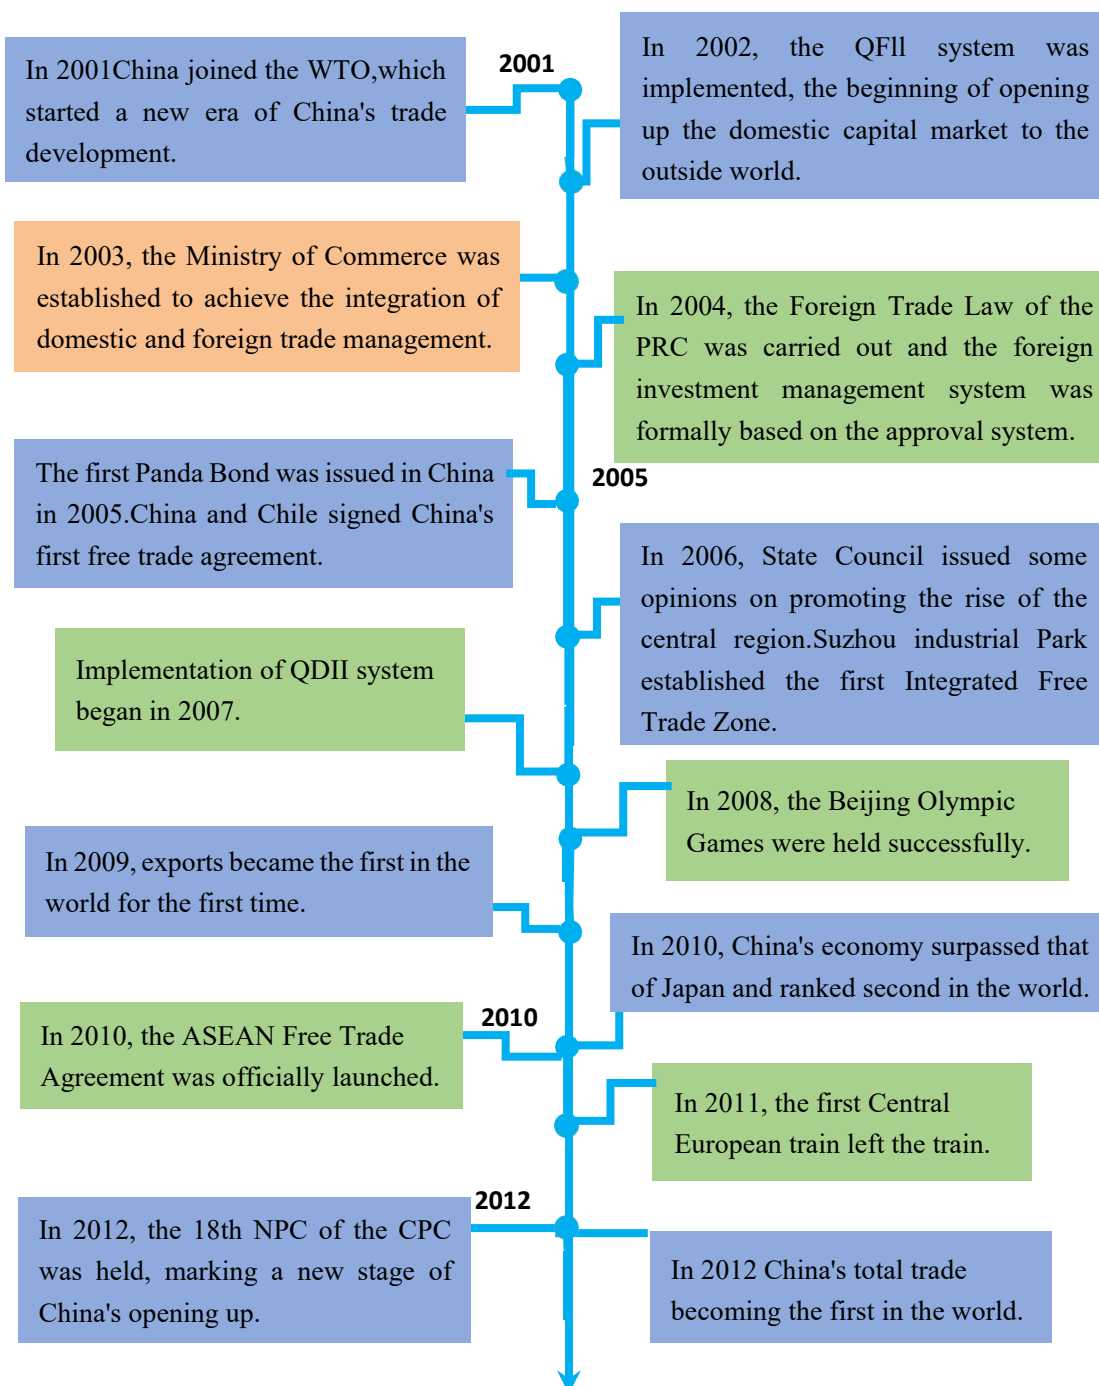 2001
In 2001China joined the WTO,which
started a new era of China's trade
development.
In 2002, the QFll system was
implemented, the beginning of opening
up the domestic capital market to the
outside world.
In 2003, the Ministry of Commerce was
established to achieve the integration of
domestic and foreign trade management.
In 2004, the Foreign Trade Law of the
PRC was carried out and the foreign
investment management system was
formally based on the approval system.
2005
The first Panda Bond was issued in China
in 2005.China and Chile signed China's
first free trade agreement.
In 2006, State Council issued some
opinions on promoting the rise of the
central region.Suzhou industrial Park
established the first Integrated Free
Trade Zone.
Implementation of QDII system
began in 2007.
In 2008, the Beijing Olympic
Games were held successfully.
In 2009, exports became the first in the
world for the first time.
In 2010, China's economy surpassed that
of Japan and ranked second in the world.
2010
In 2010, the ASEAN Free Trade
Agreement was officially launched.
In 2011, the first Central
European train left the train.
2012
In 2012, the 18th NPC of the CPC
was held, marking a new stage of
China's opening up.
In 2012 China's total trade
becoming the first in the world.